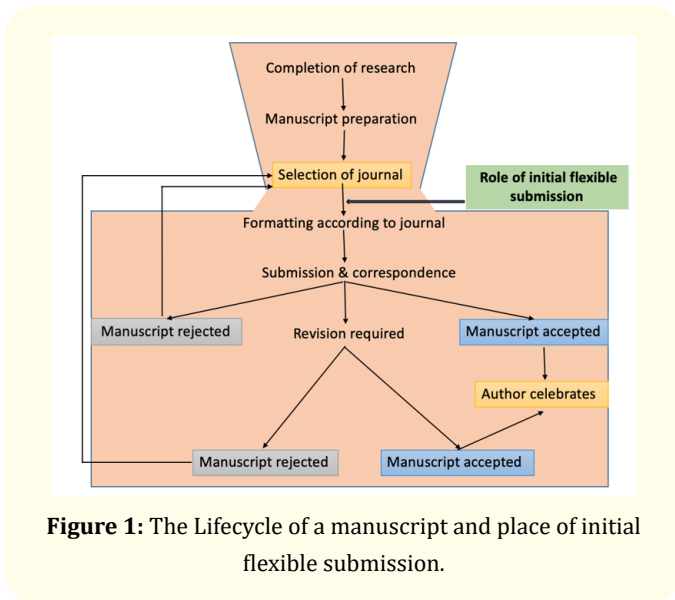 Completion of research
Manuscript preparation
Selection of journal
Role of initial flexible
submission
Formatting according to journal
Submission & correspondence
Manuscript rejected
Revision required
Manuscript accepted
Author celebrates
Manuscript rejected
Manuscript accepted
Figure 1: The Lifecycle of a manuscript and place of initial
flexible submission.